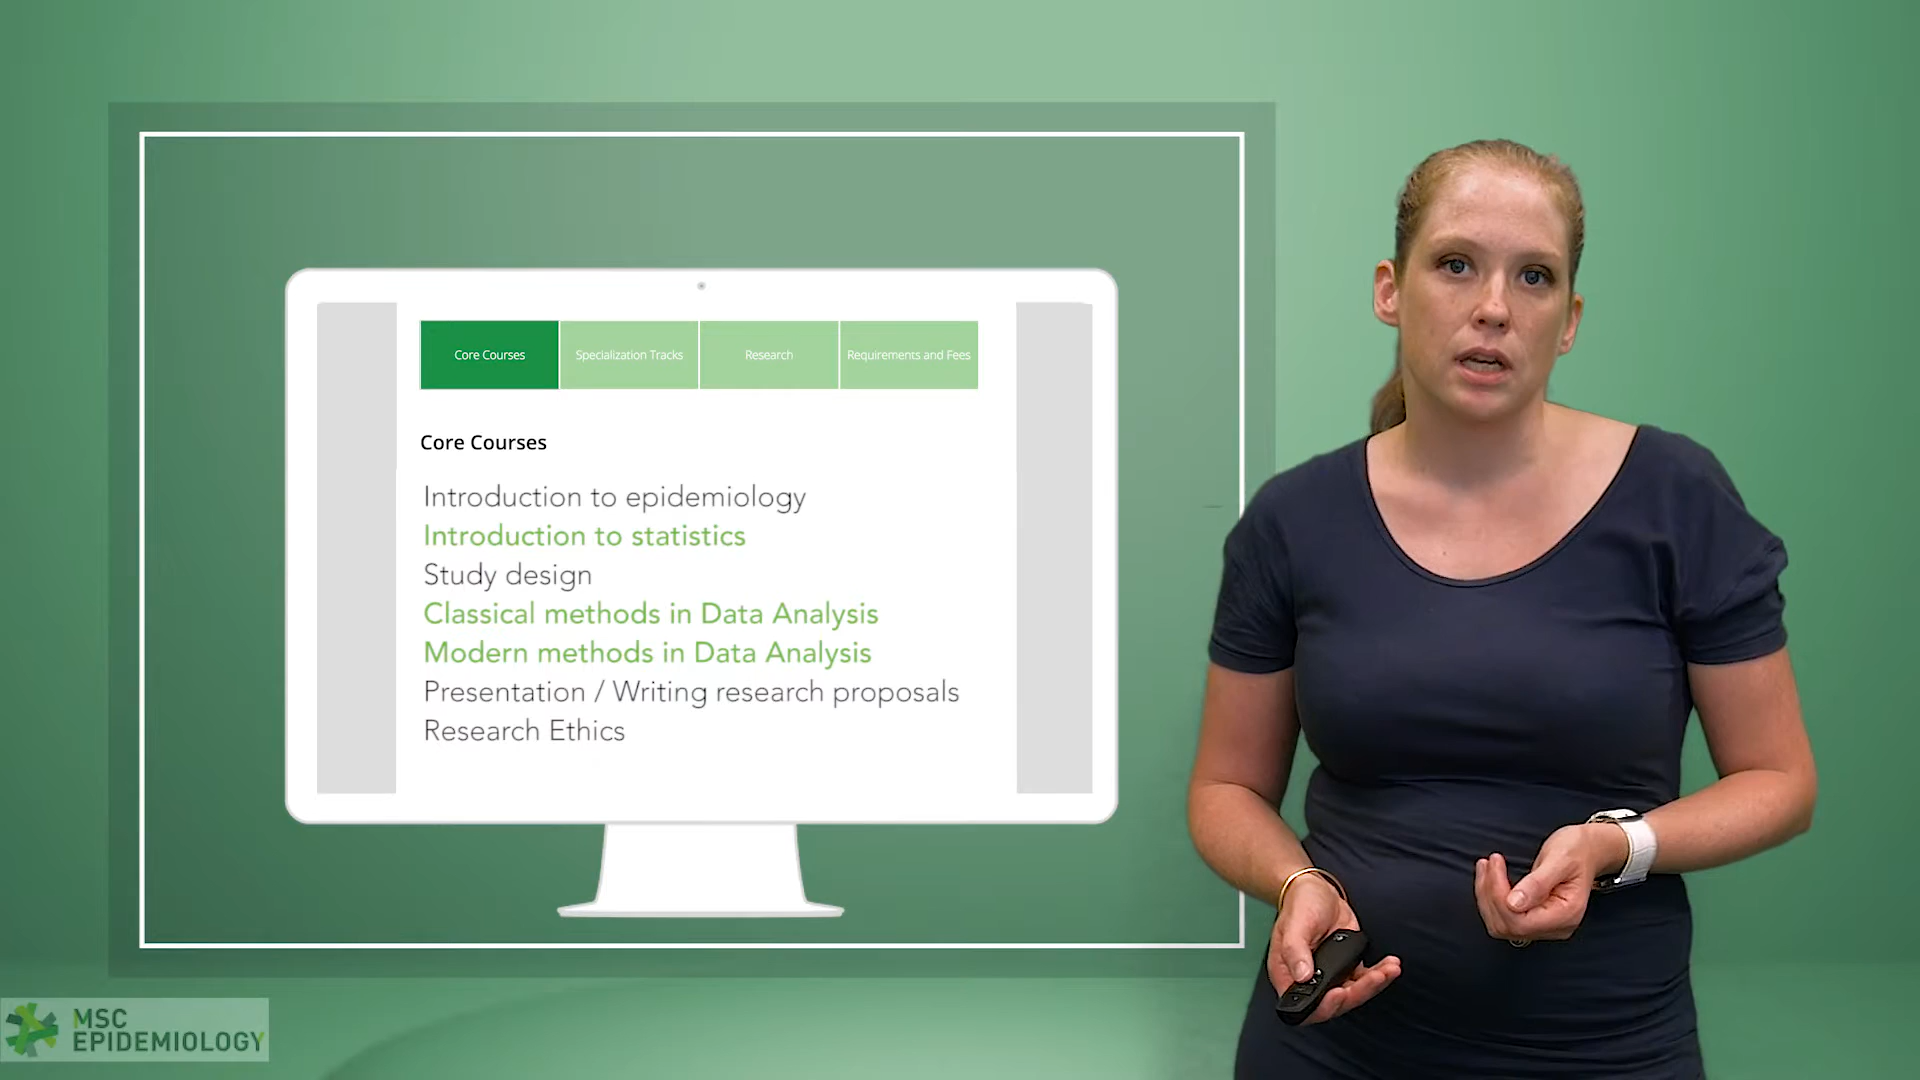 Core Courses
Specialization Tracks
Research
Requirements and Fees
Core Courses
Introduction to epidemiology
Introduction to statistics
Study design
Classical methods in Data Analysis
Modern methods in Data Analysis
Presentation / Writing research proposals
Research Ethics
MSC
EPIDEMIOLOGY